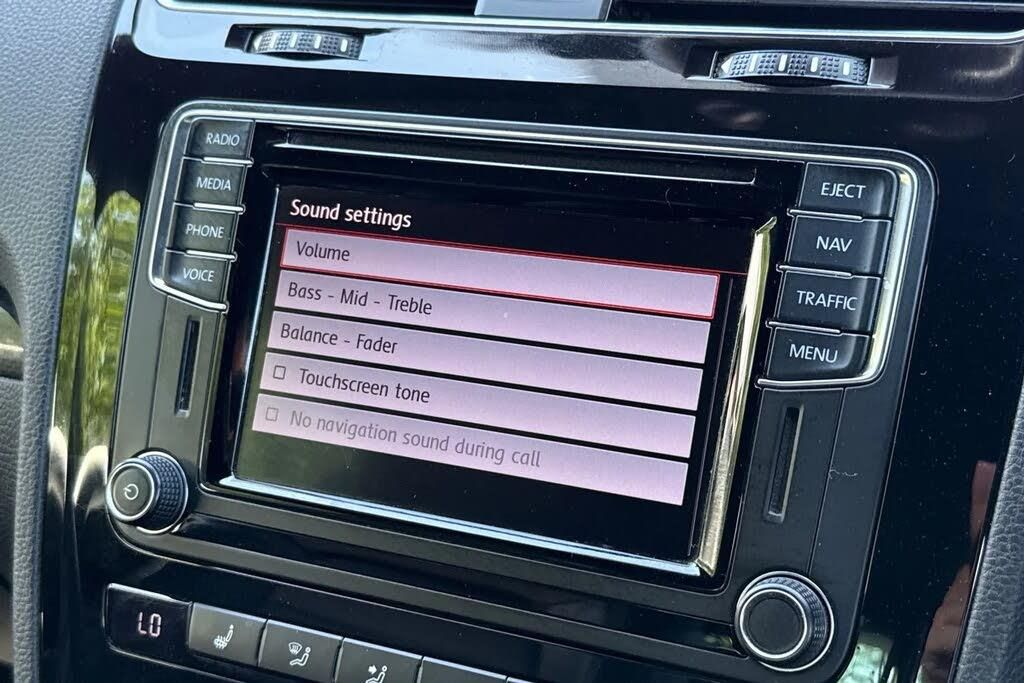 RADIO
MEDIA
PHONE
VOICE
Sound settings
Volume
Bass - Mid - Treble
Balance - Fader
Touchscreen tone
No navigation sound during call
EJECT
NAV
TRAFFIC
MENU
LO